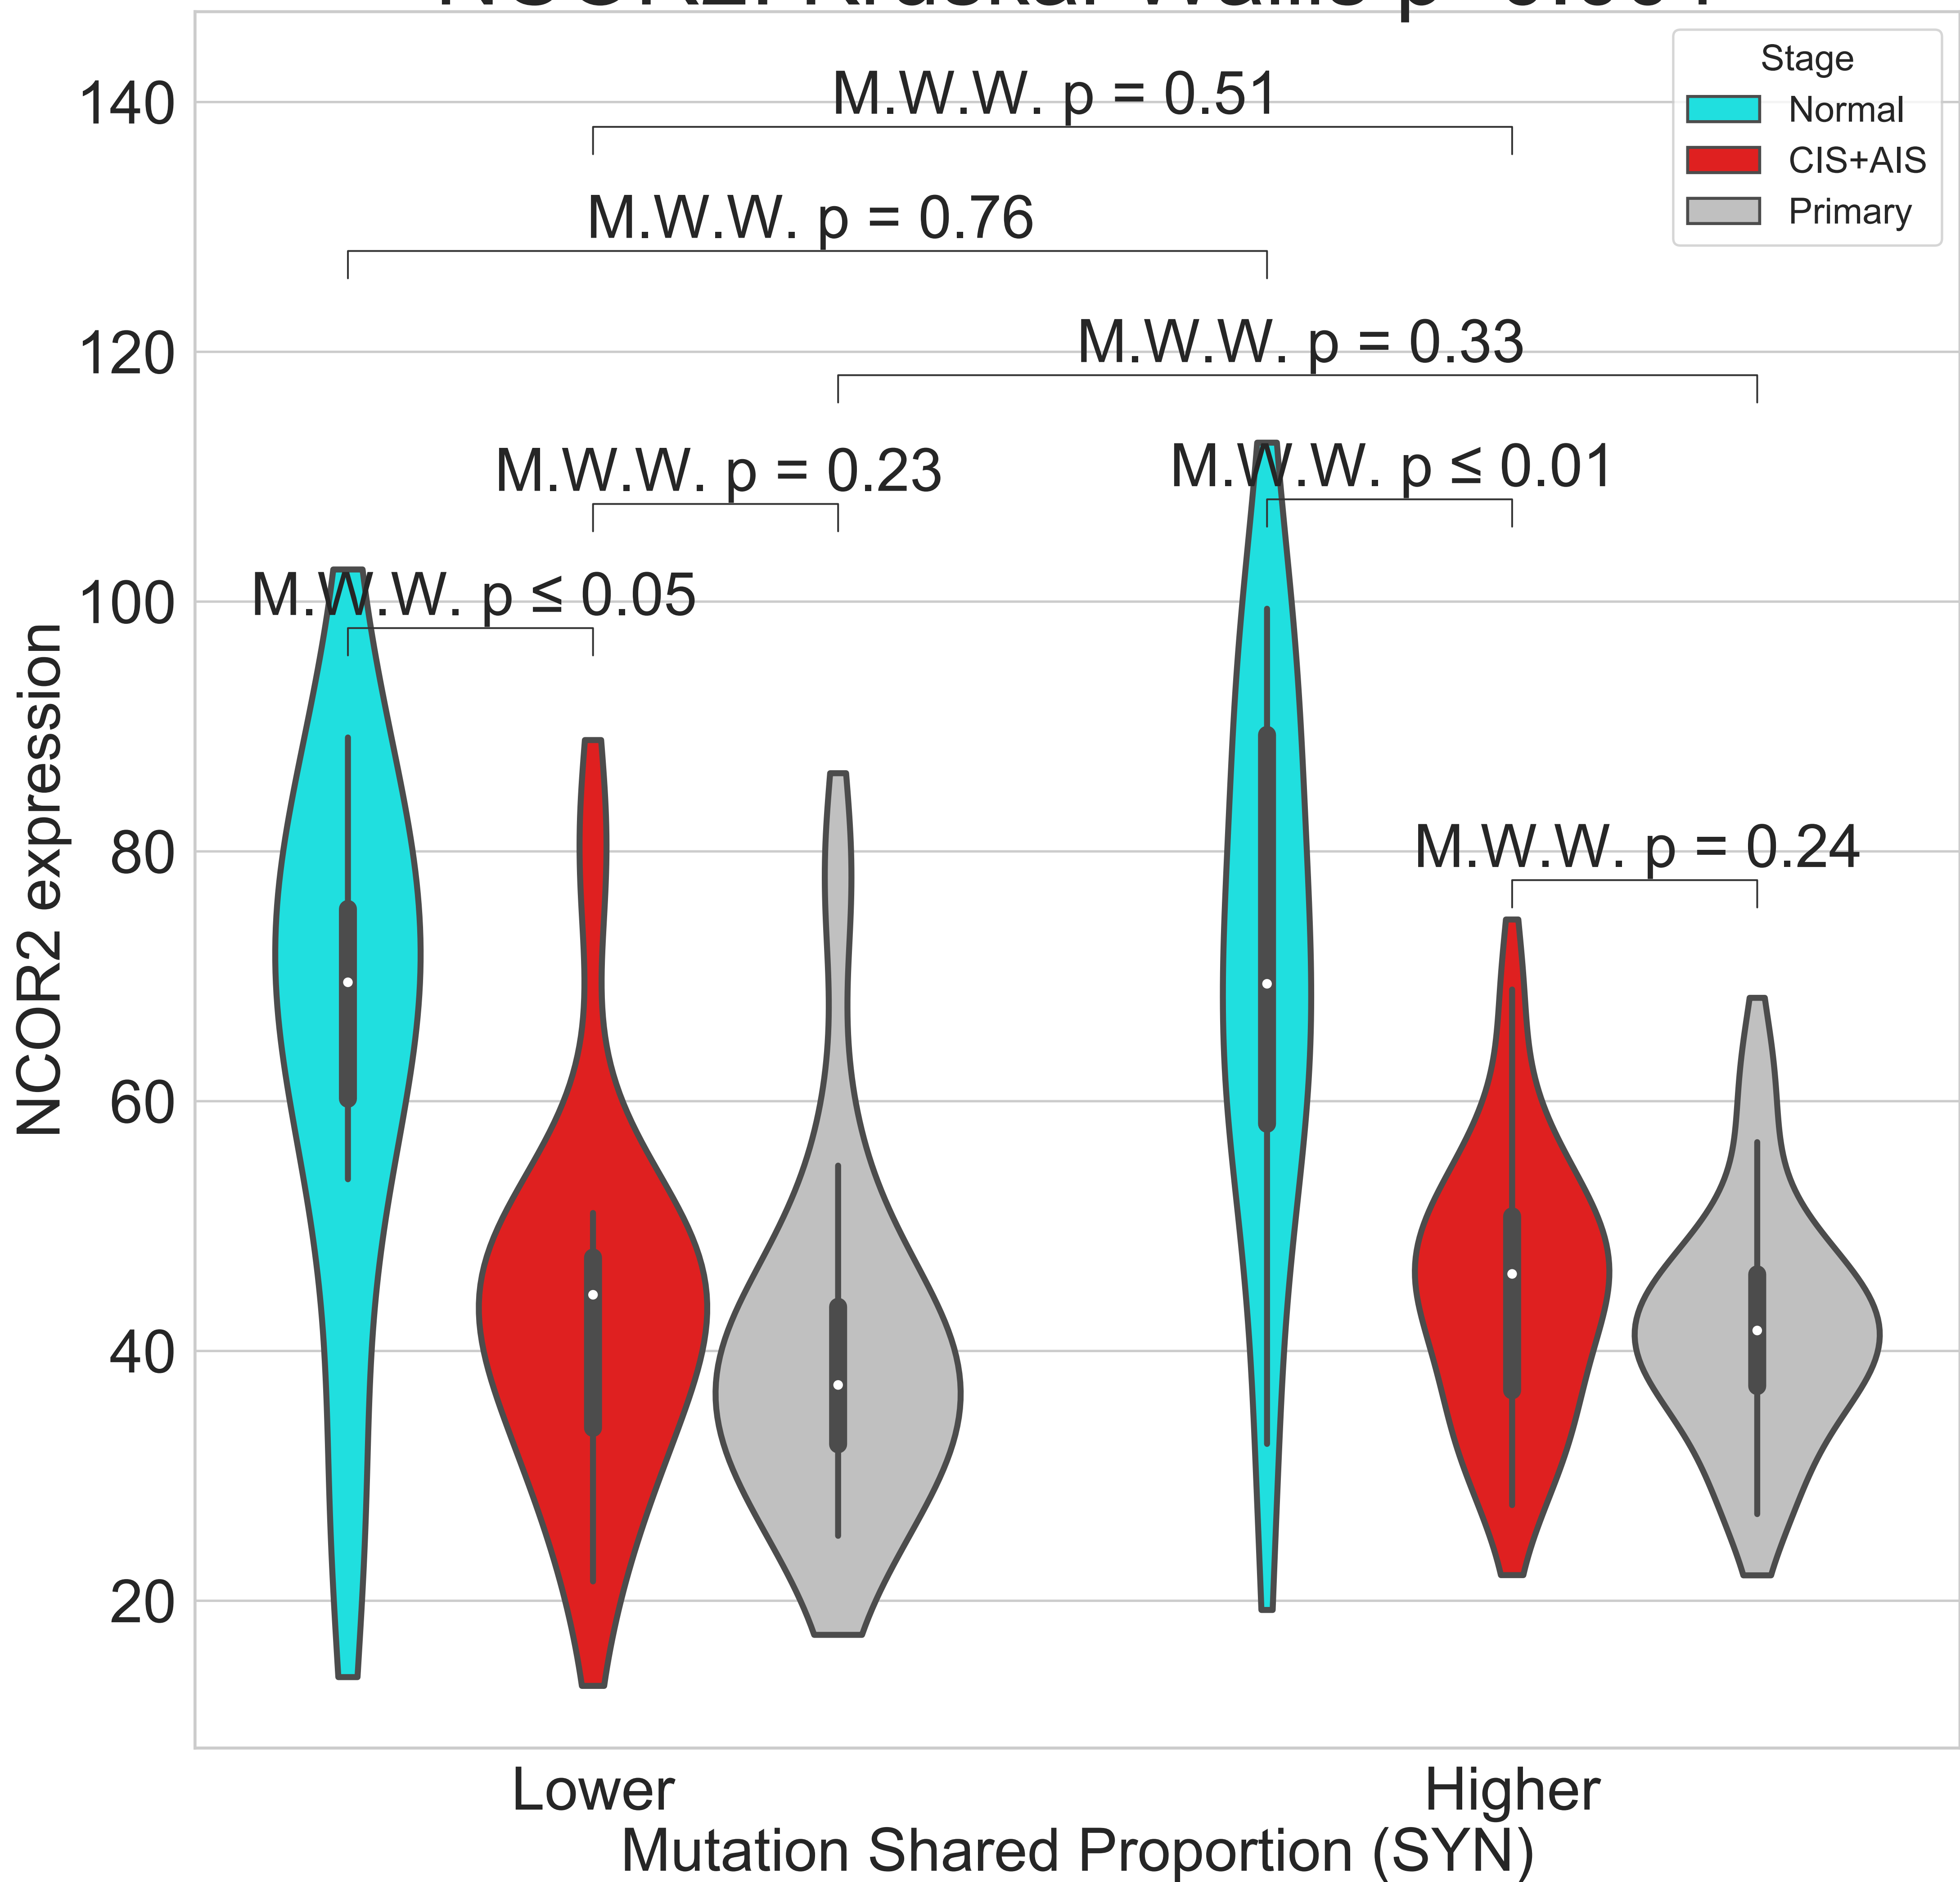 Stage
Normal
CIS+AIS
Primary
M.W.W. p = 0.51
M.W.W. p = 0.76
M.W.W. p = 0.33
M.W.W. p = 0.23
M.W.W. p ≤ 0.01
M.W.W. p ≤ 0.05
M.W.W. p = 0.24
140
120
100
80
60
40
20
NCOR2 expression
Lower
Higher
Mutation Shared Proportion (SYN)